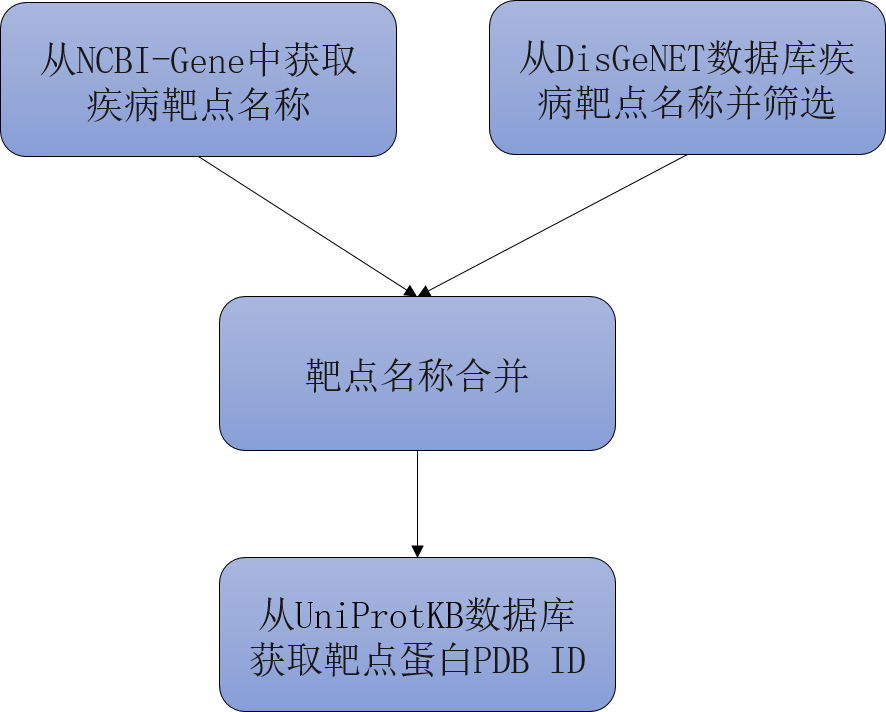 从NCBI-Gene中获取
疾病靶点名称
从DisGeNET数据库疾
病靶点名称并筛选
靶点名称合并
从UniProtKB数据库
获取靶点蛋白PDB ID